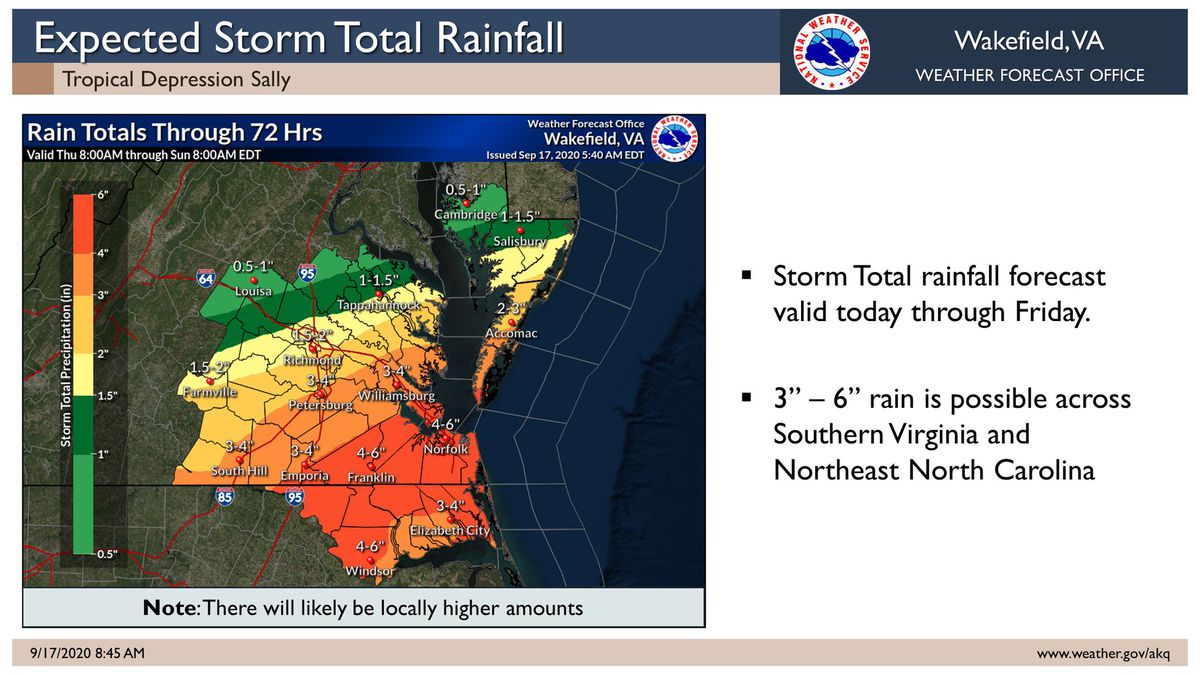 Expected Storm Total Rainfall
Tropical Depression Sally
NATIONAL WEATHER SERVICE
Wakefield, VA
WEATHER FORECAST OFFICE
Rain Totals Through 72 Hrs
Valid Thu 8:00AM through Sun 8:00AM EDT
Weather Forecast Office
Wakefield, VA
Issued Sep 17, 2020 5:40 AM EDT
NATIONAL WEATHER SERVICE
Storm Total Precipitation (in)
6"
4"
3"
2"
1.5"
1"
0.5"
0.5-1"
Cambridge
1-1.5"
Salisbury
64
95
0.5-1"
Louisa
1-1.5"
Tappahannock
2-3"
Accomac
1.5-2"
Richmond
1.5-2"
Farmville
3-4"
Petersburg
3-4"
Williamsburg
4-6"
Norfolk
3-4"
South Hill
3-4"
Emporia
4-6"
Franklin
85
95
3-4"
Elizabeth City
4-6"
Windsor
Note: There will likely be locally higher amounts
▪ Storm Total rainfall forecast
valid today through Friday.
▪ 3” – 6” rain is possible across
Southern Virginia and
Northeast North Carolina
9/17/2020 8:45 AM
www.weather.gov/akq